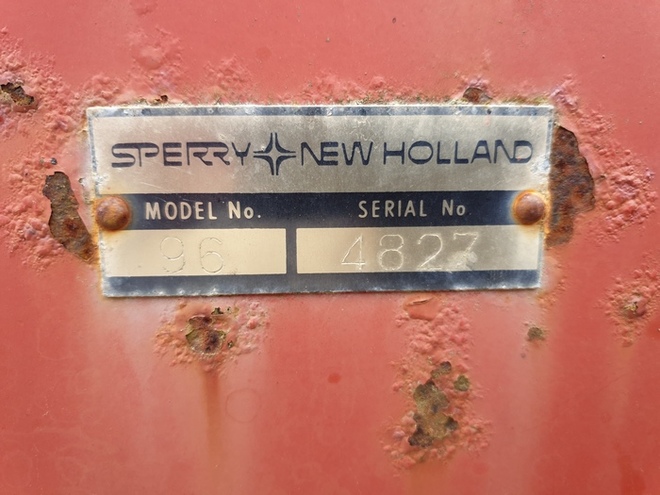 SPERRY NEW HOLLAND
MODEL No. SERIAL No
96 4827